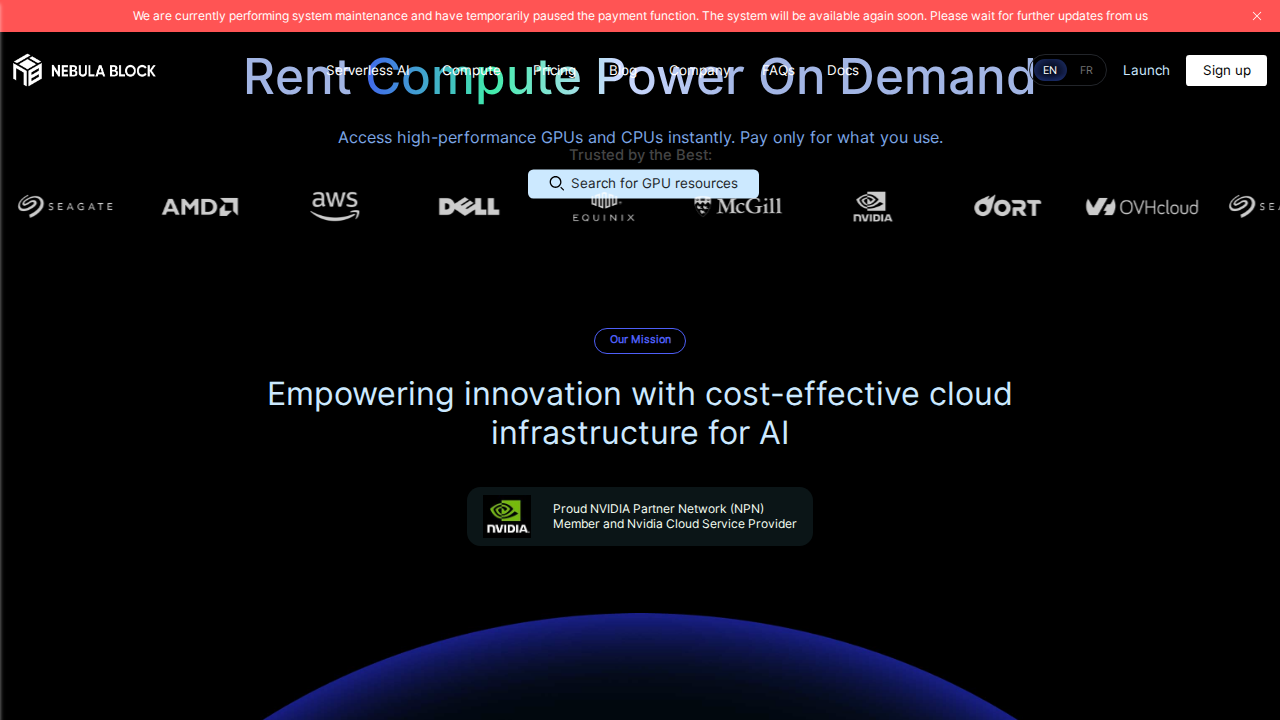 We are currently performing system maintenance and have temporarily paused the payment function. The system will be available again soon. Please wait for further updates from us
NEBULA BLOCK
Serverless AI
Compute
Pricing
Blog
Company
FAQs
Docs
EN
FR
Launch
Sign up
Rent Compute Power On Demand
Access high-performance GPUs and CPUs instantly. Pay only for what you use.
Trusted by the Best:
Search for GPU resources
SEAGATE
AMD
aws
DELL
EQUINIX
McGill
NVIDIA
OORT
OVHcloud
SEA
Our Mission
Empowering innovation with cost-effective cloud
infrastructure for AI
NVIDIA.
Proud NVIDIA Partner Network (NPN)
Member and Nvidia Cloud Service Provider